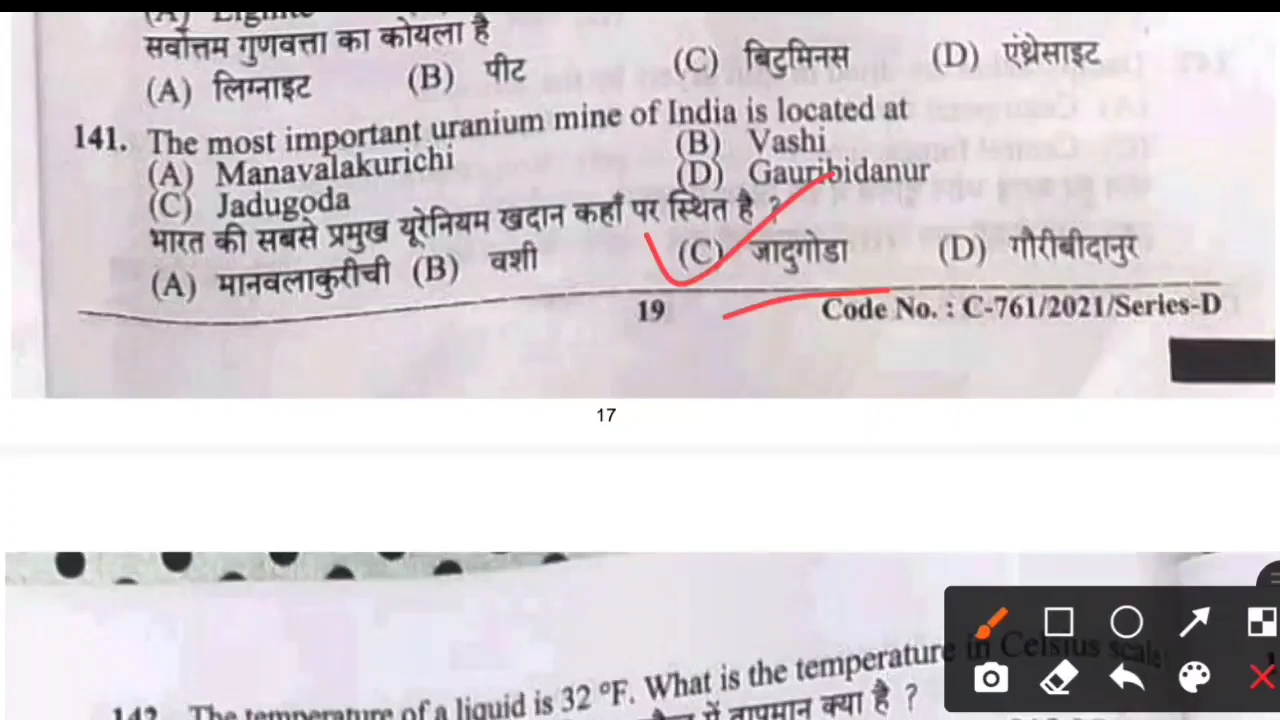 (A) Lignite
सर्वोत्तम गुणवत्ता का कोयला है
(A) लिग्नाइट (B) पीट (C) बिटुमिनस (D) एंथ्रेसाइट
141. The most important uranium mine of India is located at
(A) Manavalakurichi (B) Vashi
(C) Jadugoda (D) Gauribidanur
भारत की सबसे प्रमुख यूरेनियम खदान कहाँ पर स्थित है ?
(A) मानवलाकुरीची (B) वशी (C) जादुगोडा (D) गौरीबीदानुर
19 Code No. : C-761/2021/Series-D
17
142. The temperature of a liquid is 32 °F. What is the temperature in Celsius scale
में तापमान क्या है ?